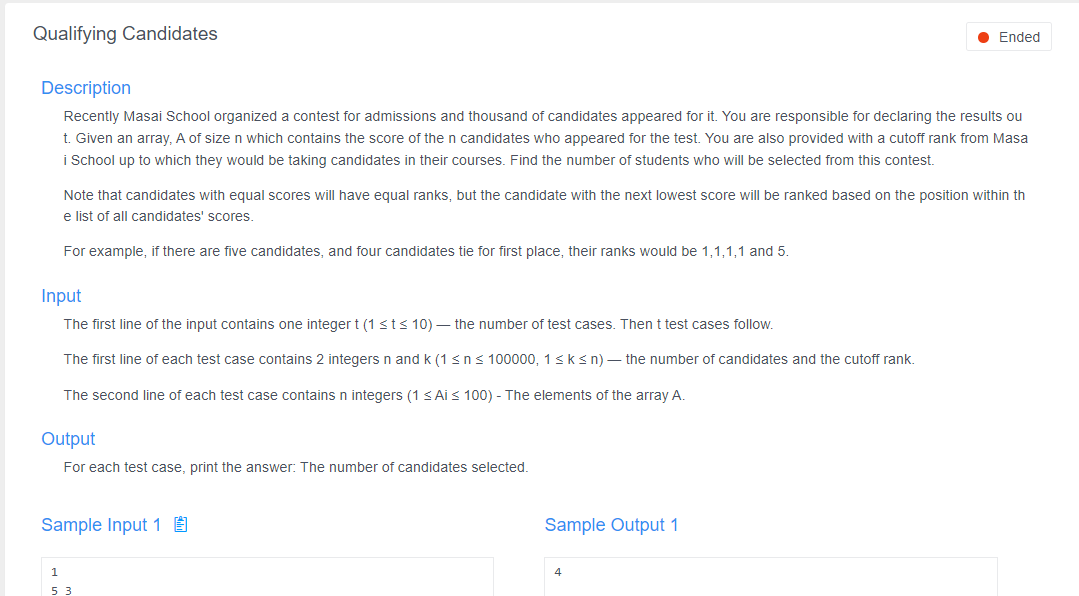 Qualifying Candidates
Ended
Description
Recently Masai School organized a contest for admissions and thousand of candidates appeared for it. You are responsible for declaring the results ou
t. Given an array, A of size n which contains the score of the n candidates who appeared for the test. You are also provided with a cutoff rank from Masa
i School up to which they would be taking candidates in their courses. Find the number of students who will be selected from this contest.
Note that candidates with equal scores will have equal ranks, but the candidate with the next lowest score will be ranked based on the position within th
e list of all candidates' scores.
For example, if there are five candidates, and four candidates tie for first place, their ranks would be 1,1,1,1 and 5.
Input
The first line of the input contains one integer t (1 ≤ t ≤ 10) — the number of test cases. Then t test cases follow.
The first line of each test case contains 2 integers n and k (1 ≤ n ≤ 100000, 1 ≤ k ≤ n) — the number of candidates and the cutoff rank.
The second line of each test case contains n integers (1 ≤ Ai ≤ 100) - The elements of the array A.
Output
For each test case, print the answer: The number of candidates selected.
Sample Input 1
Sample Output 1
1
5 3
4